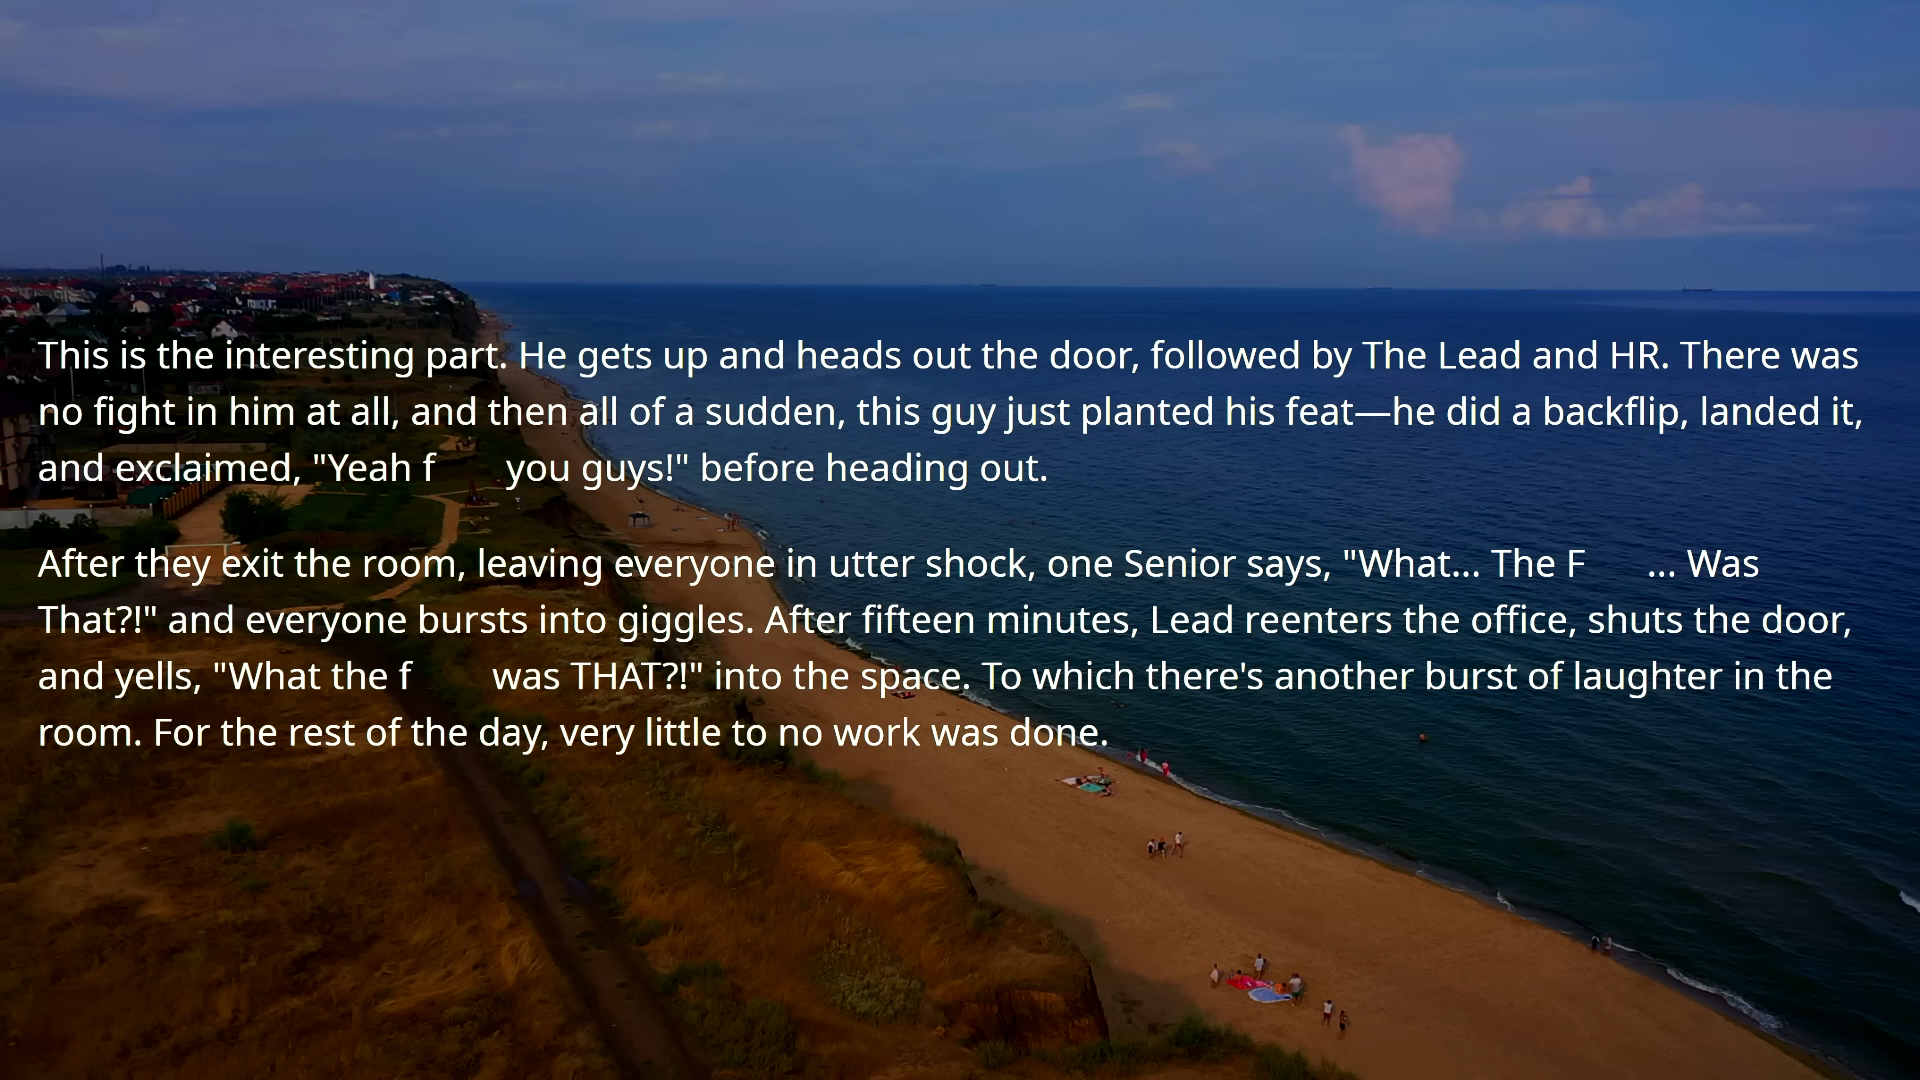 This is the interesting part. He gets up and heads out the door, followed by The Lead and HR. There was
no fight in him at all, and then all of a sudden, this guy just planted his feat—he did a backflip, landed it,
and exclaimed, "Yeah f you guys!" before heading out.
After they exit the room, leaving everyone in utter shock, one Senior says, "What... The F ... Was
That?!" and everyone bursts into giggles. After fifteen minutes, Lead reenters the office, shuts the door,
and yells, "What the f was THAT?!" into the space. To which there's another burst of laughter in the
room. For the rest of the day, very little to no work was done.